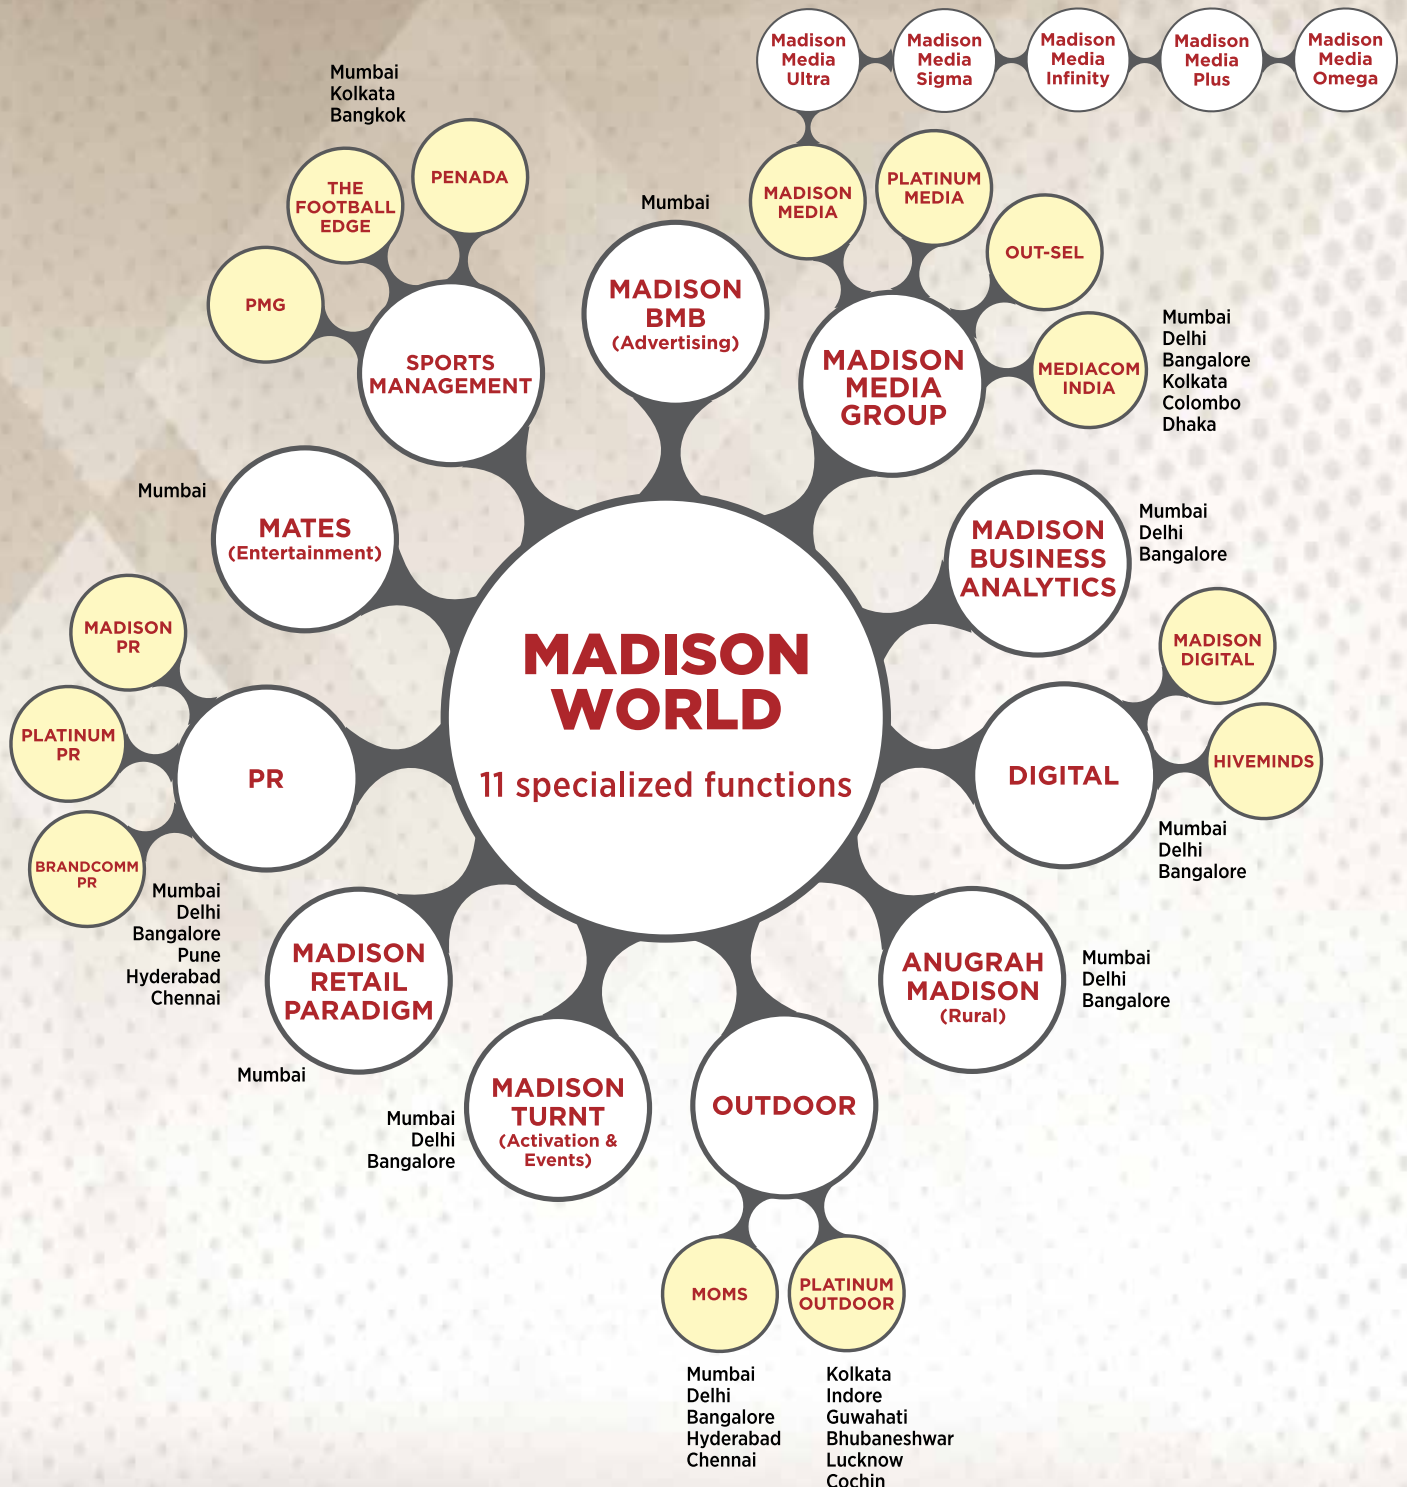 Madison
Media
Ultra
Madison
Media
Sigma
Madison
Media
Infinity
Madison
Media
Plus
Madison
Media
Omega
Mumbai
Kolkata
Bangkok
THE
FOOTBALL
EDGE
PENADA
PMG
SPORTS
MANAGEMENT
Mumbai
MADISON
BMB
(Advertising)
MADISON
MEDIA
PLATINUM
MEDIA
OUT-SEL
MEDIACOM
INDIA
MADISON
MEDIA
GROUP
Mumbai
Delhi
Bangalore
Kolkata
Colombo
Dhaka
Mumbai
MATES
(Entertainment)
MADISON
BUSINESS
ANALYTICS
Mumbai
Delhi
Bangalore
MADISON
WORLD
11 specialized functions
MADISON
PR
PLATINUM
PR
BRANDCOMM
PR
PR
Mumbai
Delhi
Bangalore
Pune
Hyderabad
Chennai
MADISON
DIGITAL
HIVEMINDS
DIGITAL
Mumbai
Delhi
Bangalore
MADISON
RETAIL
PARADIGM
Mumbai
ANUGRAH
MADISON
(Rural)
Mumbai
Delhi
Bangalore
MADISON
TURNT
(Activation &
Events)
Mumbai
Delhi
Bangalore
OUTDOOR
MOMS
PLATINUM
OUTDOOR
Mumbai
Delhi
Bangalore
Hyderabad
Chennai
Kolkata
Indore
Guwahati
Bhubaneshwar
Lucknow
Cochin